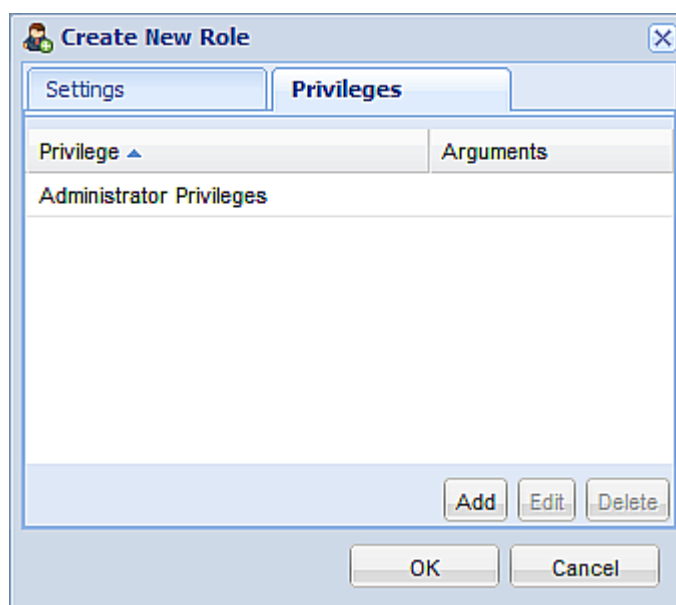 Create New Role
Settings Privileges
Privilege Arguments
Administrator Privileges
Add Edit Delete
OK Cancel